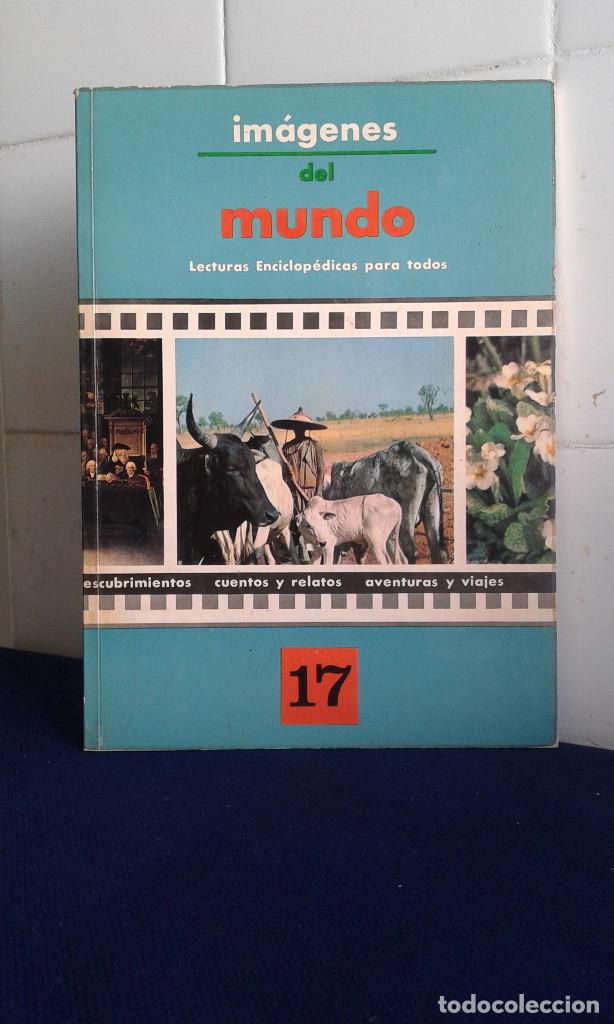 imágenes
del
mundo
Lecturas Enciclopédicas para todos
escubrimientos cuentos y relatos aventuras y viajes
17
todocoleccion